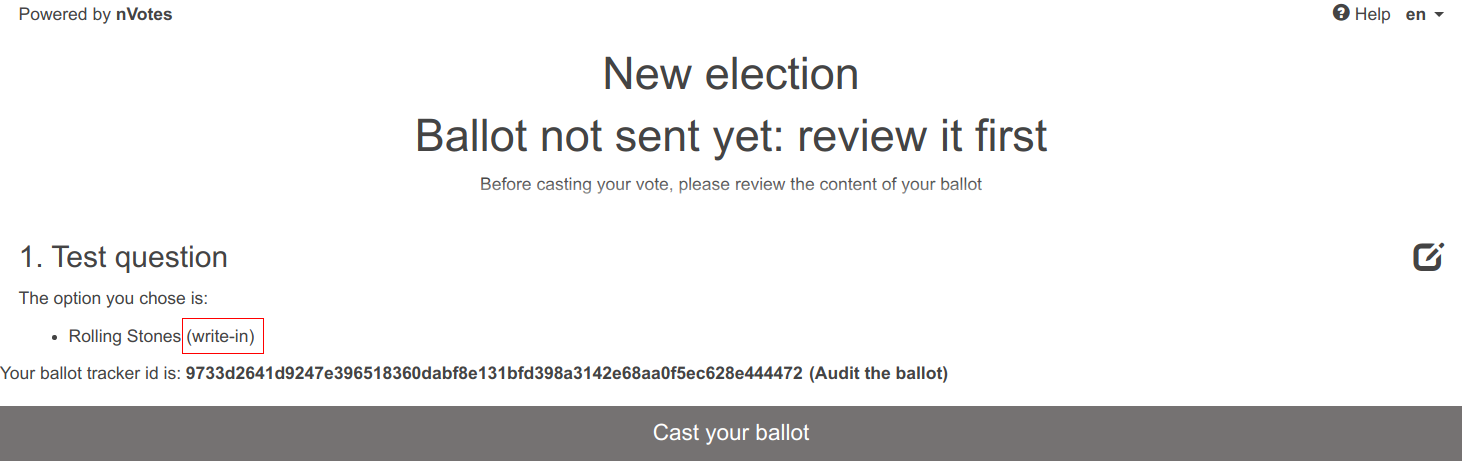 Powered by nVotes
Help en
New election
Ballot not sent yet: review it first
Before casting your vote, please review the content of your ballot
1. Test question
The option you chose is:
• Rolling Stones (write-in)
Your ballot tracker id is: 9733d2641d9247e396518360dabf8e131bfd398a3142e68aa0f5ec628e444472 (Audit the ballot)
Cast your ballot